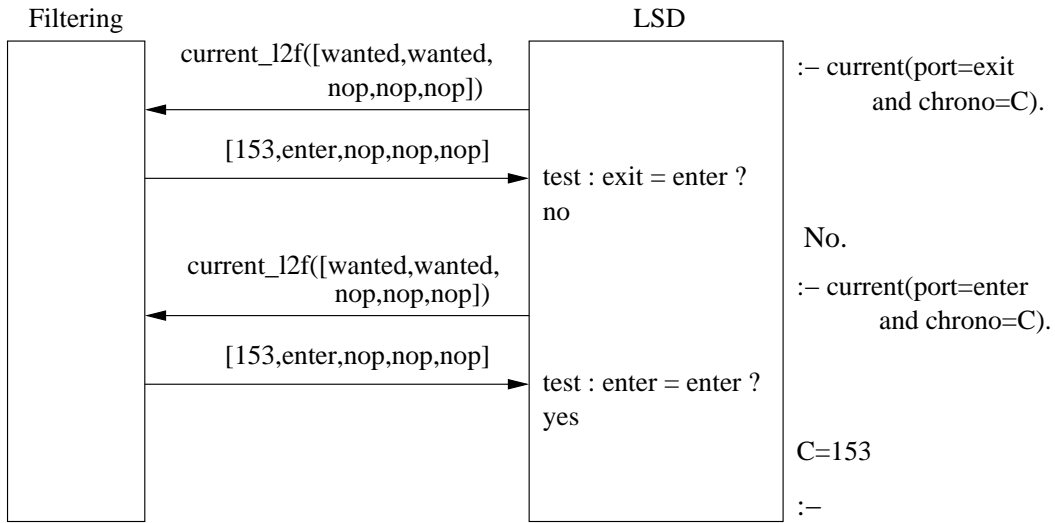 Filtering
LSD
current_l2f([wanted,wanted,
nop,nop,nop])
:− current(port=exit
and chrono=C).
[153,enter,nop,nop,nop]
test : exit = enter ?
no
No.
current_l2f([wanted,wanted,
nop,nop,nop])
:− current(port=enter
and chrono=C).
[153,enter,nop,nop,nop]
test : enter = enter ?
yes
C=153
:−